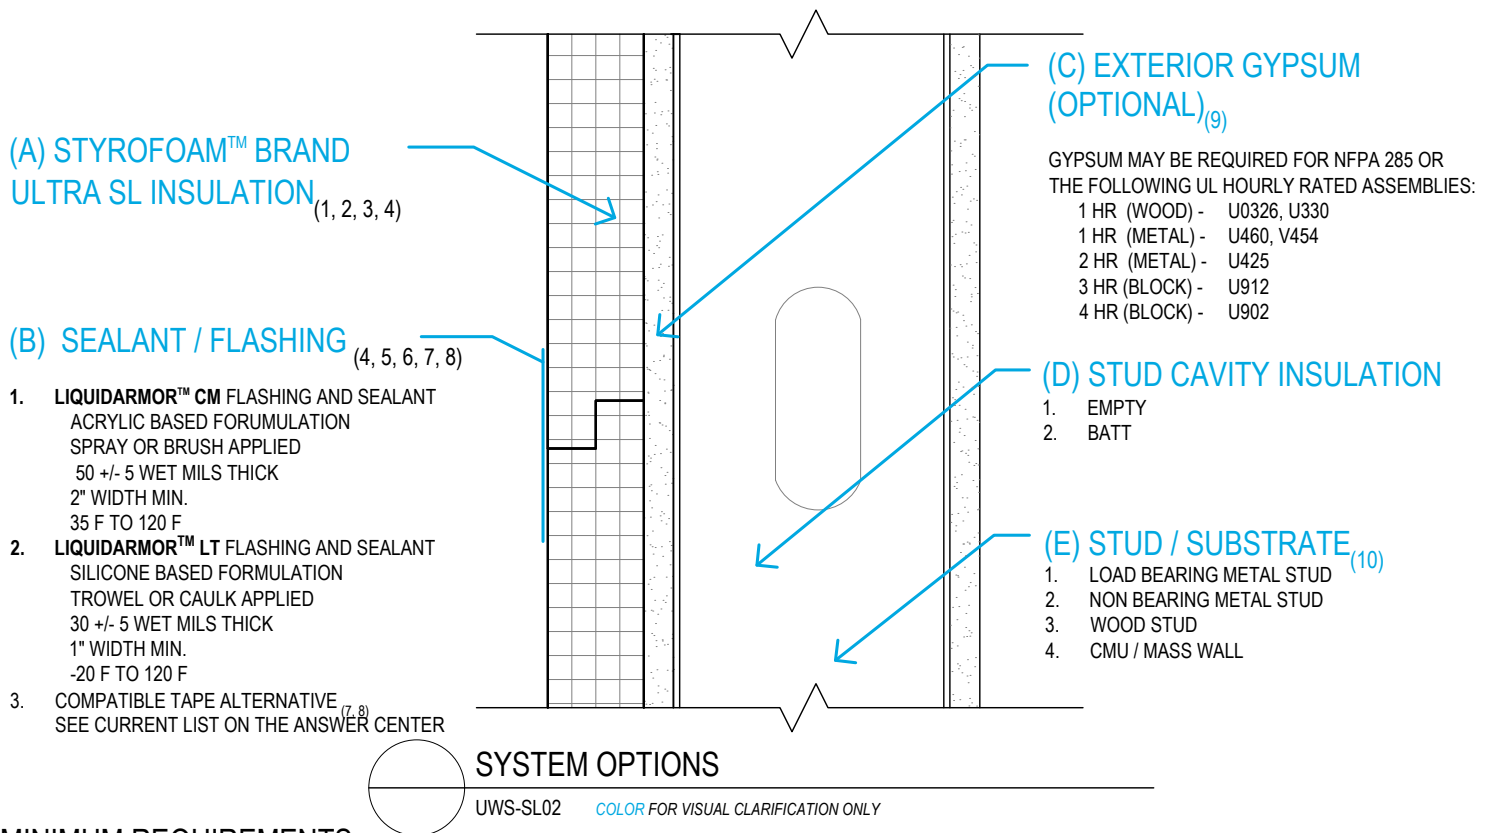 (A) STYROFOAM™ BRAND
ULTRA SL INSULATION(1, 2, 3, 4)
(B) SEALANT / FLASHING (4, 5, 6, 7, 8)
1. LIQUIDARMOR™ CM FLASHING AND SEALANT
ACRYLIC BASED FORUMULATION
SPRAY OR BRUSH APPLIED
50 +/- 5 WET MILS THICK
2" WIDTH MIN.
35 F TO 120 F
2. LIQUIDARMOR™ LT FLASHING AND SEALANT
SILICONE BASED FORMULATION
TROWEL OR CAULK APPLIED
30 +/- 5 WET MILS THICK
1" WIDTH MIN.
-20 F TO 120 F
3. COMPATIBLE TAPE ALTERNATIVE (7, 8)
SEE CURRENT LIST ON THE ANSWER CENTER
(C) EXTERIOR GYPSUM
(OPTIONAL)(9)
GYPSUM MAY BE REQUIRED FOR NFPA 285 OR
THE FOLLOWING UL HOURLY RATED ASSEMBLIES:
1 HR (WOOD) - U0326, U330
1 HR (METAL) - U460, V454
2 HR (METAL) - U425
3 HR (BLOCK) - U912
4 HR (BLOCK) - U902
(D) STUD CAVITY INSULATION
1. EMPTY
2. BATT
(E) STUD / SUBSTRATE(10)
1. LOAD BEARING METAL STUD
2. NON BEARING METAL STUD
3. WOOD STUD
4. CMU / MASS WALL
SYSTEM OPTIONS
UWS-SL02 COLOR FOR VISUAL CLARIFICATION ONLY
MINIMUM REQUIREMENTS